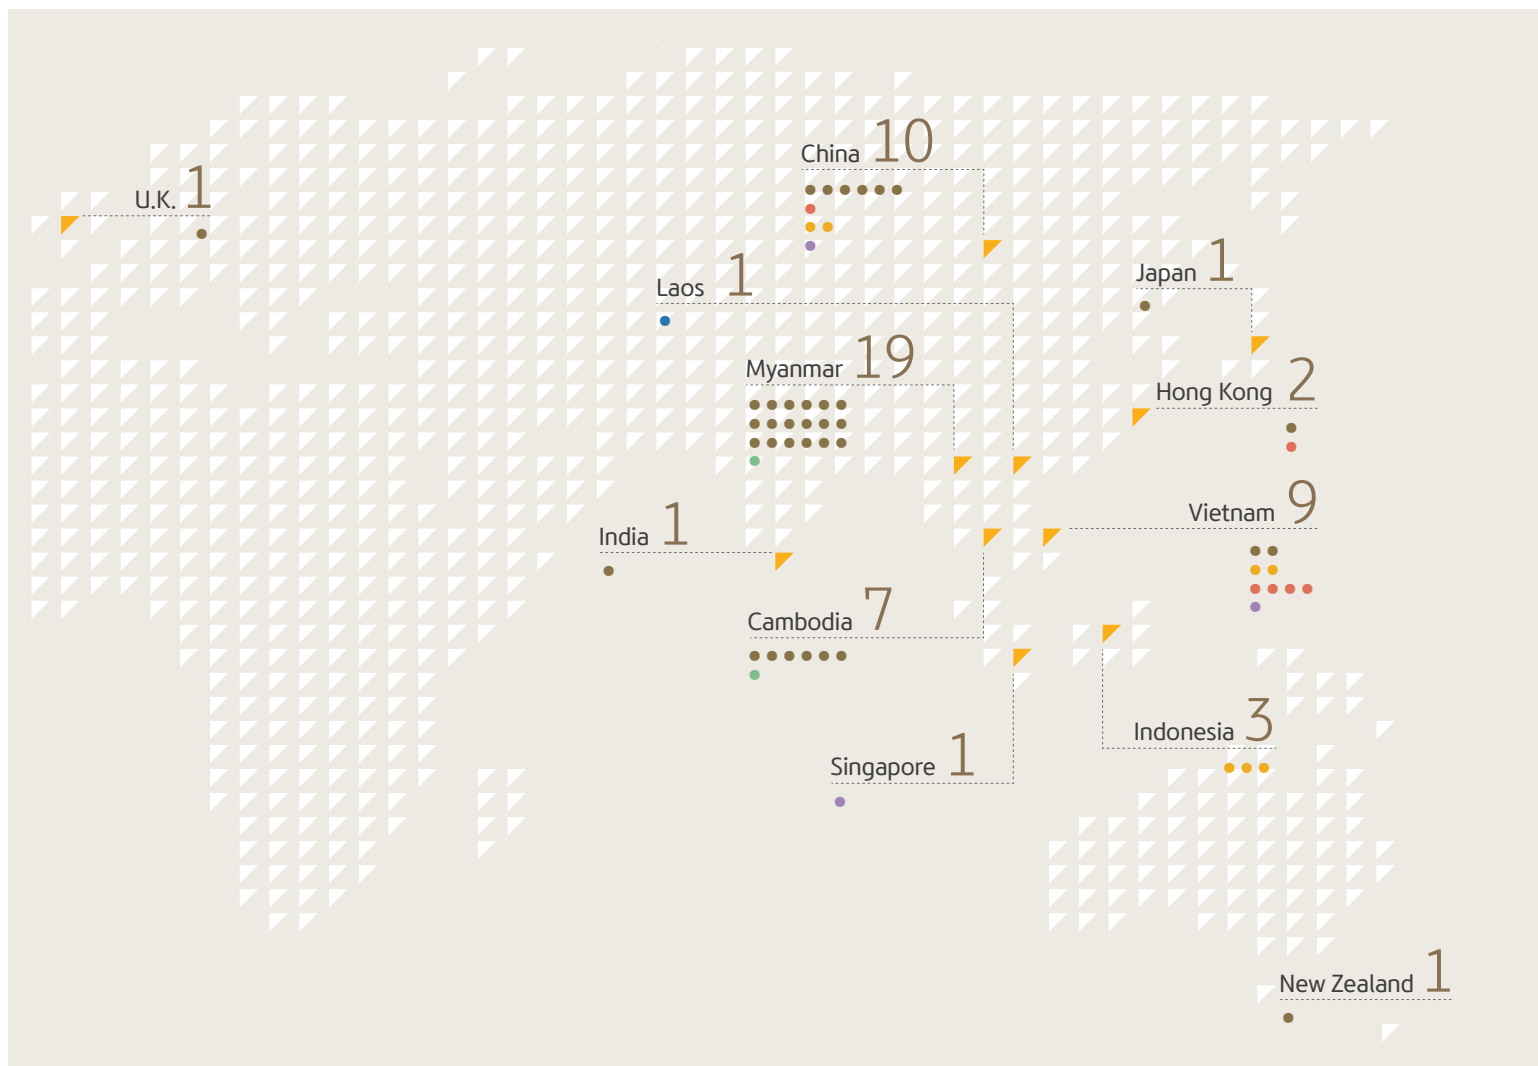 China 10
U.K. 1
Japan 1
Laos 1
Myanmar 19
Hong Kong 2
Vietnam 9
India 1
Cambodia 7
Indonesia 3
Singapore 1
New Zealand 1